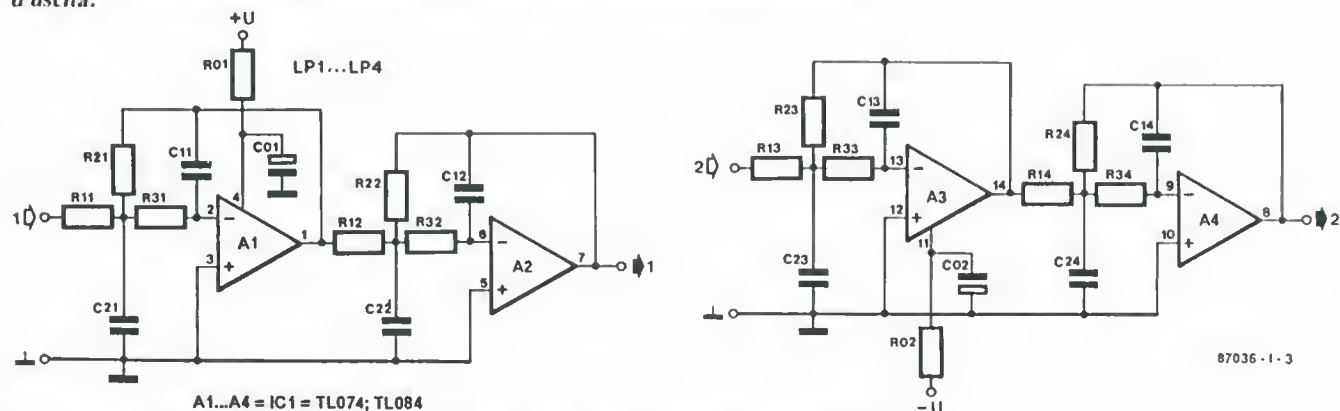 d'uscita.
+U
R01
LP1...LP4
R21
C11
C01
4
1
R11
R31
2
−
A1
1
3
+
C21
R22
C12
R12
R32
6
−
A2
7
5
+
1
C22
⊥
A1...A4 = IC1 = TL074; TL084
R23
C13
2
R13
R33
13
−
A3
14
12
+
11
C23
C02
R02
−U
R24
C14
R14
R34
9
−
A4
8
10
+
2
C24
⊥
87036-1-3